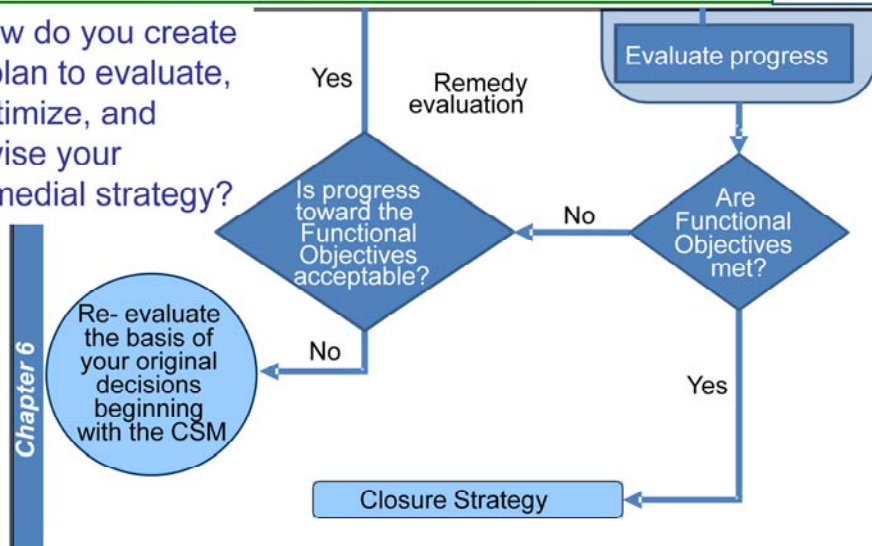 w do you create
plan to evaluate,
timize, and
vise your
medial strategy?
Yes
Remedy
evaluation
Evaluate progress
Is progress
toward the
Functional
Objectives
acceptable?
No
Are
Functional
Objectives
met?
Re- evaluate
the basis of
your original
decisions
beginning
with the CSM
No
Yes
Chapter 6
Closure Strategy